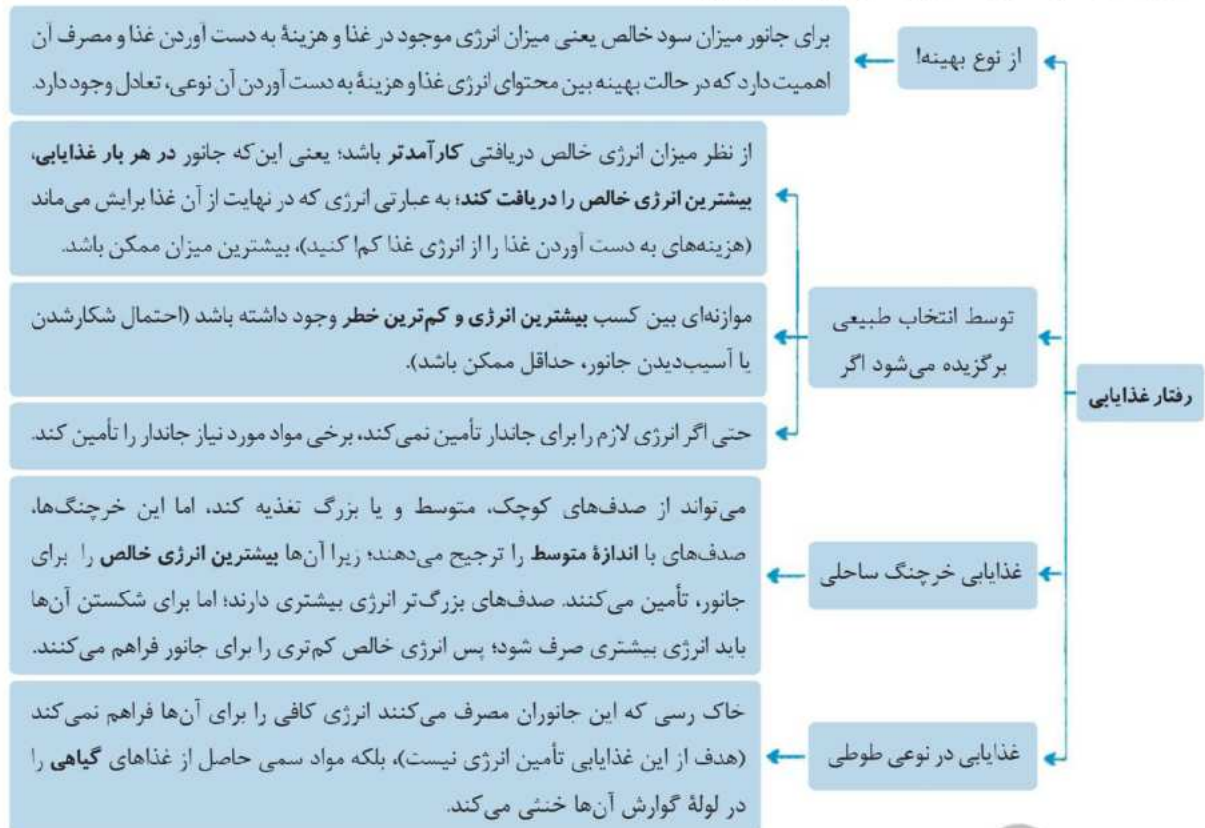 رفتار غذایابی
از نوع بهینه!
برای جانور میزان سود خالص یعنی میزان انرژی موجود در غذا و هزینهٔ به دست آوردن غذا و مصرف آن
اهمیت دارد که در حالت بهینه بین محتوای انرژی غذا و هزینهٔ به دست آوردن آن نوعی، تعادل وجود دارد.
توسط انتخاب طبیعی
برگزیده می‌شود اگر
از نظر میزان انرژی خالص دریافتی کارآمدتر باشد؛ یعنی این‌که جانور در هر بار غذایابی،
بیشترین انرژی خالص را دریافت کند؛ به عبارتی انرژی که در نهایت از آن غذا برایش می‌ماند
(هزینه‌های به دست آوردن غذا را از انرژی غذا کم! کنید)، بیشترین میزان ممکن باشد.
موازنه‌ای بین کسب بیشترین انرژی و کم‌ترین خطر وجود داشته باشد (احتمال شکارشدن
یا آسیب‌دیدن جانور، حداقل ممکن باشد).
حتی اگر انرژی لازم را برای جاندار تأمین نمی‌کند، برخی مواد مورد نیاز جاندار را تأمین کند.
غذایابی خرچنگ ساحلی
می‌تواند از صدف‌های کوچک، متوسط و یا بزرگ تغذیه کند، اما این خرچنگ‌ها،
صدف‌های با اندازهٔ متوسط را ترجیح می‌دهند؛ زیرا آن‌ها بیشترین انرژی خالص را برای
جانور، تأمین می‌کنند. صدف‌های بزرگ‌تر انرژی بیشتری دارند؛ اما برای شکستن آن‌ها
باید انرژی بیشتری صرف شود؛ پس انرژی خالص کم‌تری را برای جانور فراهم می‌کنند.
غذایابی در نوعی طوطی
خاک رسی که این جانوران مصرف می‌کنند انرژی کافی را برای آن‌ها فراهم نمی‌کند
(هدف از این غذایابی تأمین انرژی نیست)، بلکه مواد سمی حاصل از غذاهای گیاهی را
در لولهٔ گوارش آن‌ها خنثی می‌کند.